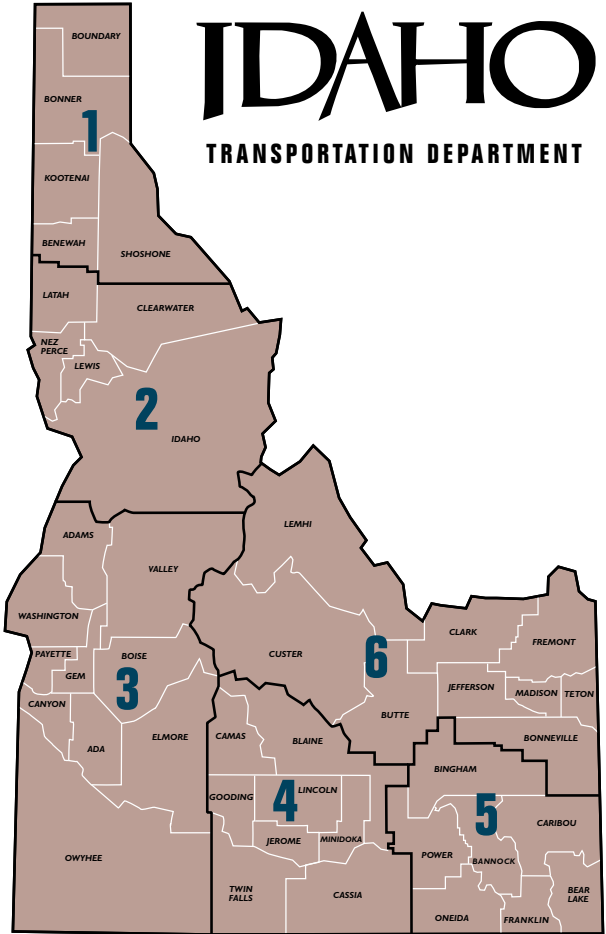 IDAHO
TRANSPORTATION DEPARTMENT
BOUNDARY
BONNER
1
KOOTENAI
BENEWAH
SHOSHONE
LATAH
CLEARWATER
NEZ
PERCE
LEWIS
2
IDAHO
LEMHI
ADAMS
VALLEY
WASHINGTON
CLARK
FREMONT
PAYETTE
BOISE
CUSTER
6
GEM
3
JEFFERSON
MADISON
TETON
CANYON
BUTTE
ADA
ELMORE
CAMAS
BLAINE
BONNEVILLE
BINGHAM
GOODING
4
LINCOLN
5
CARIBOU
JEROME
MINIDOKA
OWYHEE
POWER
BANNOCK
TWIN
FALLS
CASSIA
BEAR
LAKE
ONEIDA
FRANKLIN